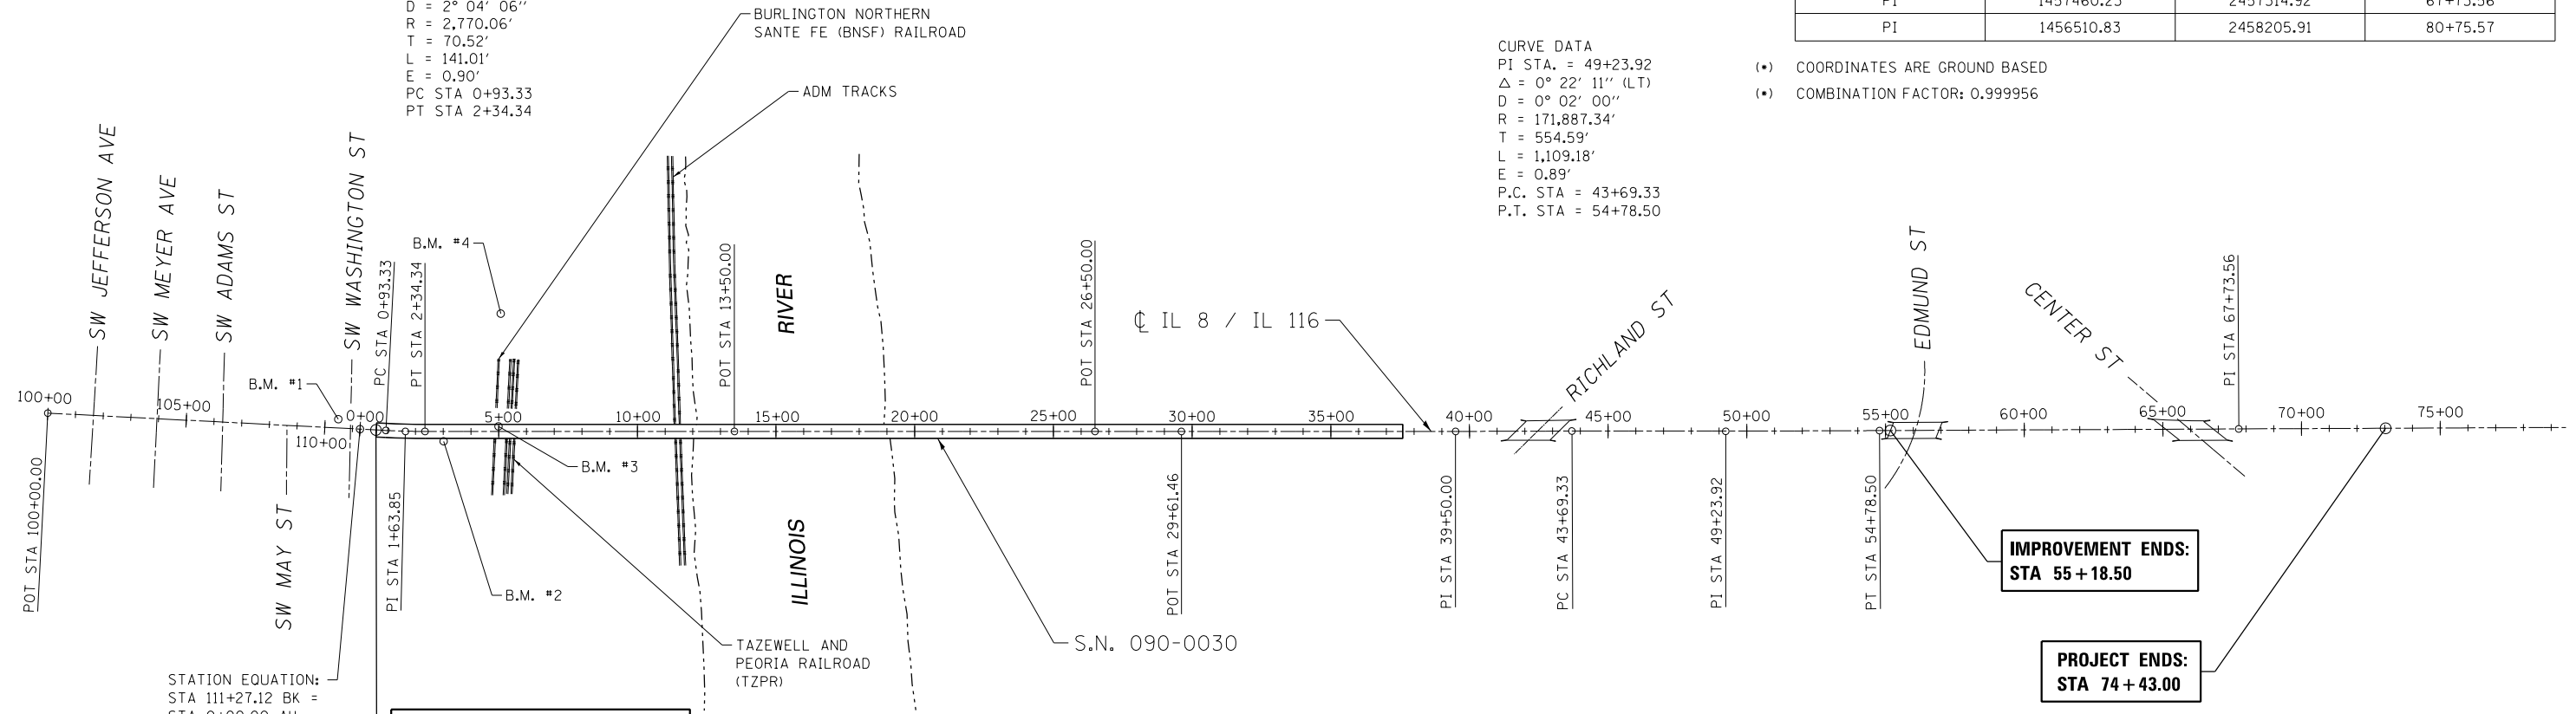 D = 2° 04' 06''
R = 2,770.06'
T = 70.52'
L = 141.01'
E = 0.90'
PC STA 0+93.33
PT STA 2+34.34
BURLINGTON NORTHERN
SANTE FE (BNSF) RAILROAD
ADM TRACKS
CURVE DATA
PI STA. = 49+23.92
△ = 0° 22' 11'' (LT)
D = 0° 02' 00''
R = 171,887.34'
T = 554.59'
L = 1,109.18'
E = 0.89'
P.C. STA = 43+69.33
P.T. STA = 54+78.50
PI 1457460.23 2457314.92 67+73.56
PI 1456510.83 2458205.91 80+75.57
(*) COORDINATES ARE GROUND BASED
(*) COMBINATION FACTOR: 0.999956
SW JEFFERSON AVE
SW MEYER AVE
SW ADAMS ST
SW WASHINGTON ST
PC STA 0+93.33
PT STA 2+34.34
B.M. #4
POT STA 13+50.00
RIVER
POT STA 26+50.00
℄ IL 8 / IL 116
RICHLAND ST
EDMUND ST
CENTER ST
PI STA 67+73.56
B.M. #1
100+00
105+00
110+00
0+00
5+00
10+00
15+00
20+00
25+00
30+00
35+00
40+00
45+00
50+00
55+00
60+00
65+00
70+00
75+00
POT STA 100+00.00
SW MAY ST
PI STA 1+63.85
B.M. #3
B.M. #2
ILLINOIS
POT STA 29+61.46
PI STA 39+50.00
PC STA 43+69.33
PI STA 49+23.92
PT STA 54+78.50
IMPROVEMENT ENDS:
STA 55+18.50
S.N. 090-0030
TAZEWELL AND
PEORIA RAILROAD
(TZPR)
PROJECT ENDS:
STA 74+43.00
STATION EQUATION:
STA 111+27.12 BK =